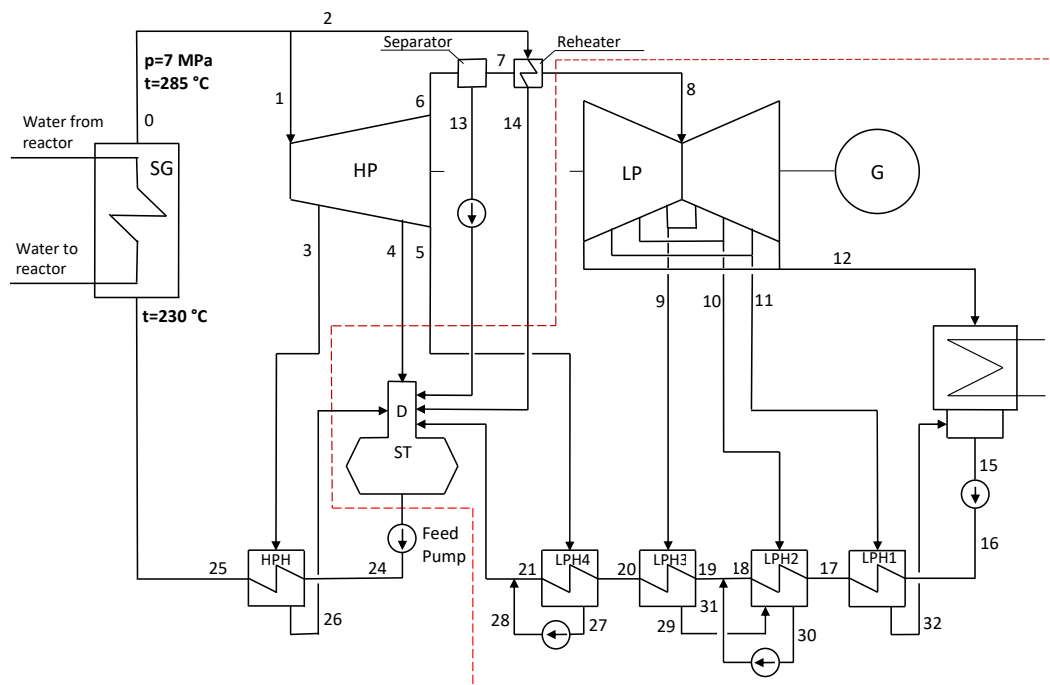 2
Separator
Reheater
7
p=7 MPa
t=285 °C
6
8
1
13
14
0
Water from
reactor
SG
HP
LP
G
Water to
reactor
3
4
5
12
t=230 °C
9
10
11
D
ST
15
Feed
Pump
16
HPH
LPH4
LPH3
LPH2
LPH1
25
24
21
20
19
18
17
31
26
28
27
29
30
32